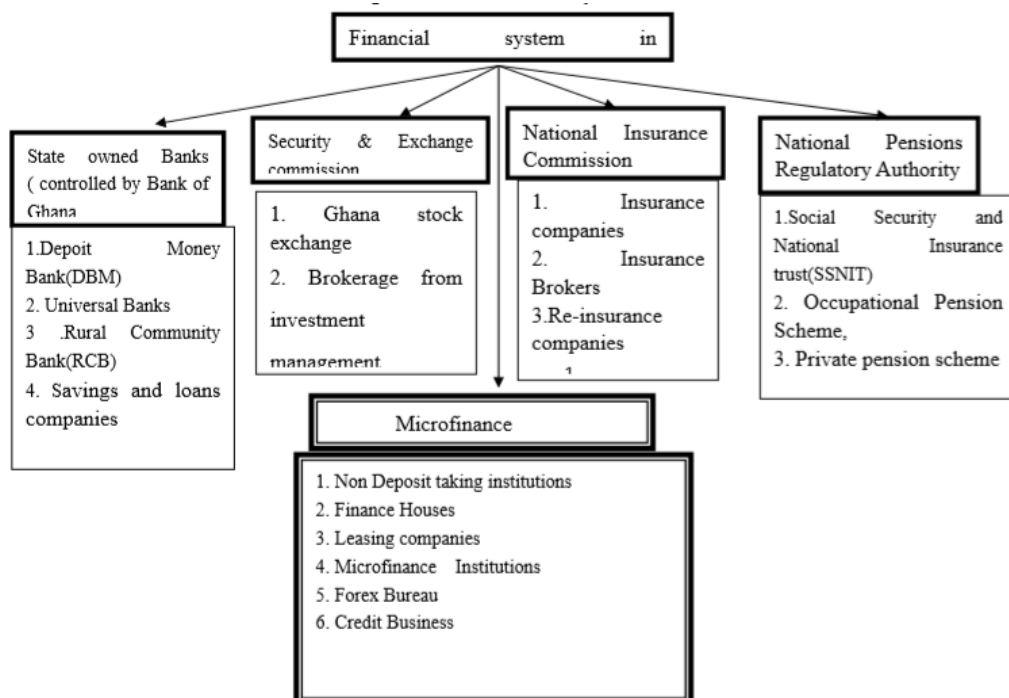 Financial system in
State owned Banks
( controlled by Bank of
Ghana
1.Depoit Money
Bank(DBM)
2. Universal Banks
3 .Rural Community
Bank(RCB)
4. Savings and loans
companies
Security & Exchange
commission
1. Ghana stock
exchange
2. Brokerage from
investment
management
National Insurance
Commission
1. Insurance
companies
2. Insurance
Brokers
3.Re-insurance
companies
National Pensions
Regulatory Authority
1.Social Security and
National Insurance
trust(SSNIT)
2. Occupational Pension
Scheme,
3. Private pension scheme
Microfinance
1. Non Deposit taking institutions
2. Finance Houses
3. Leasing companies
4. Microfinance Institutions
5. Forex Bureau
6. Credit Business